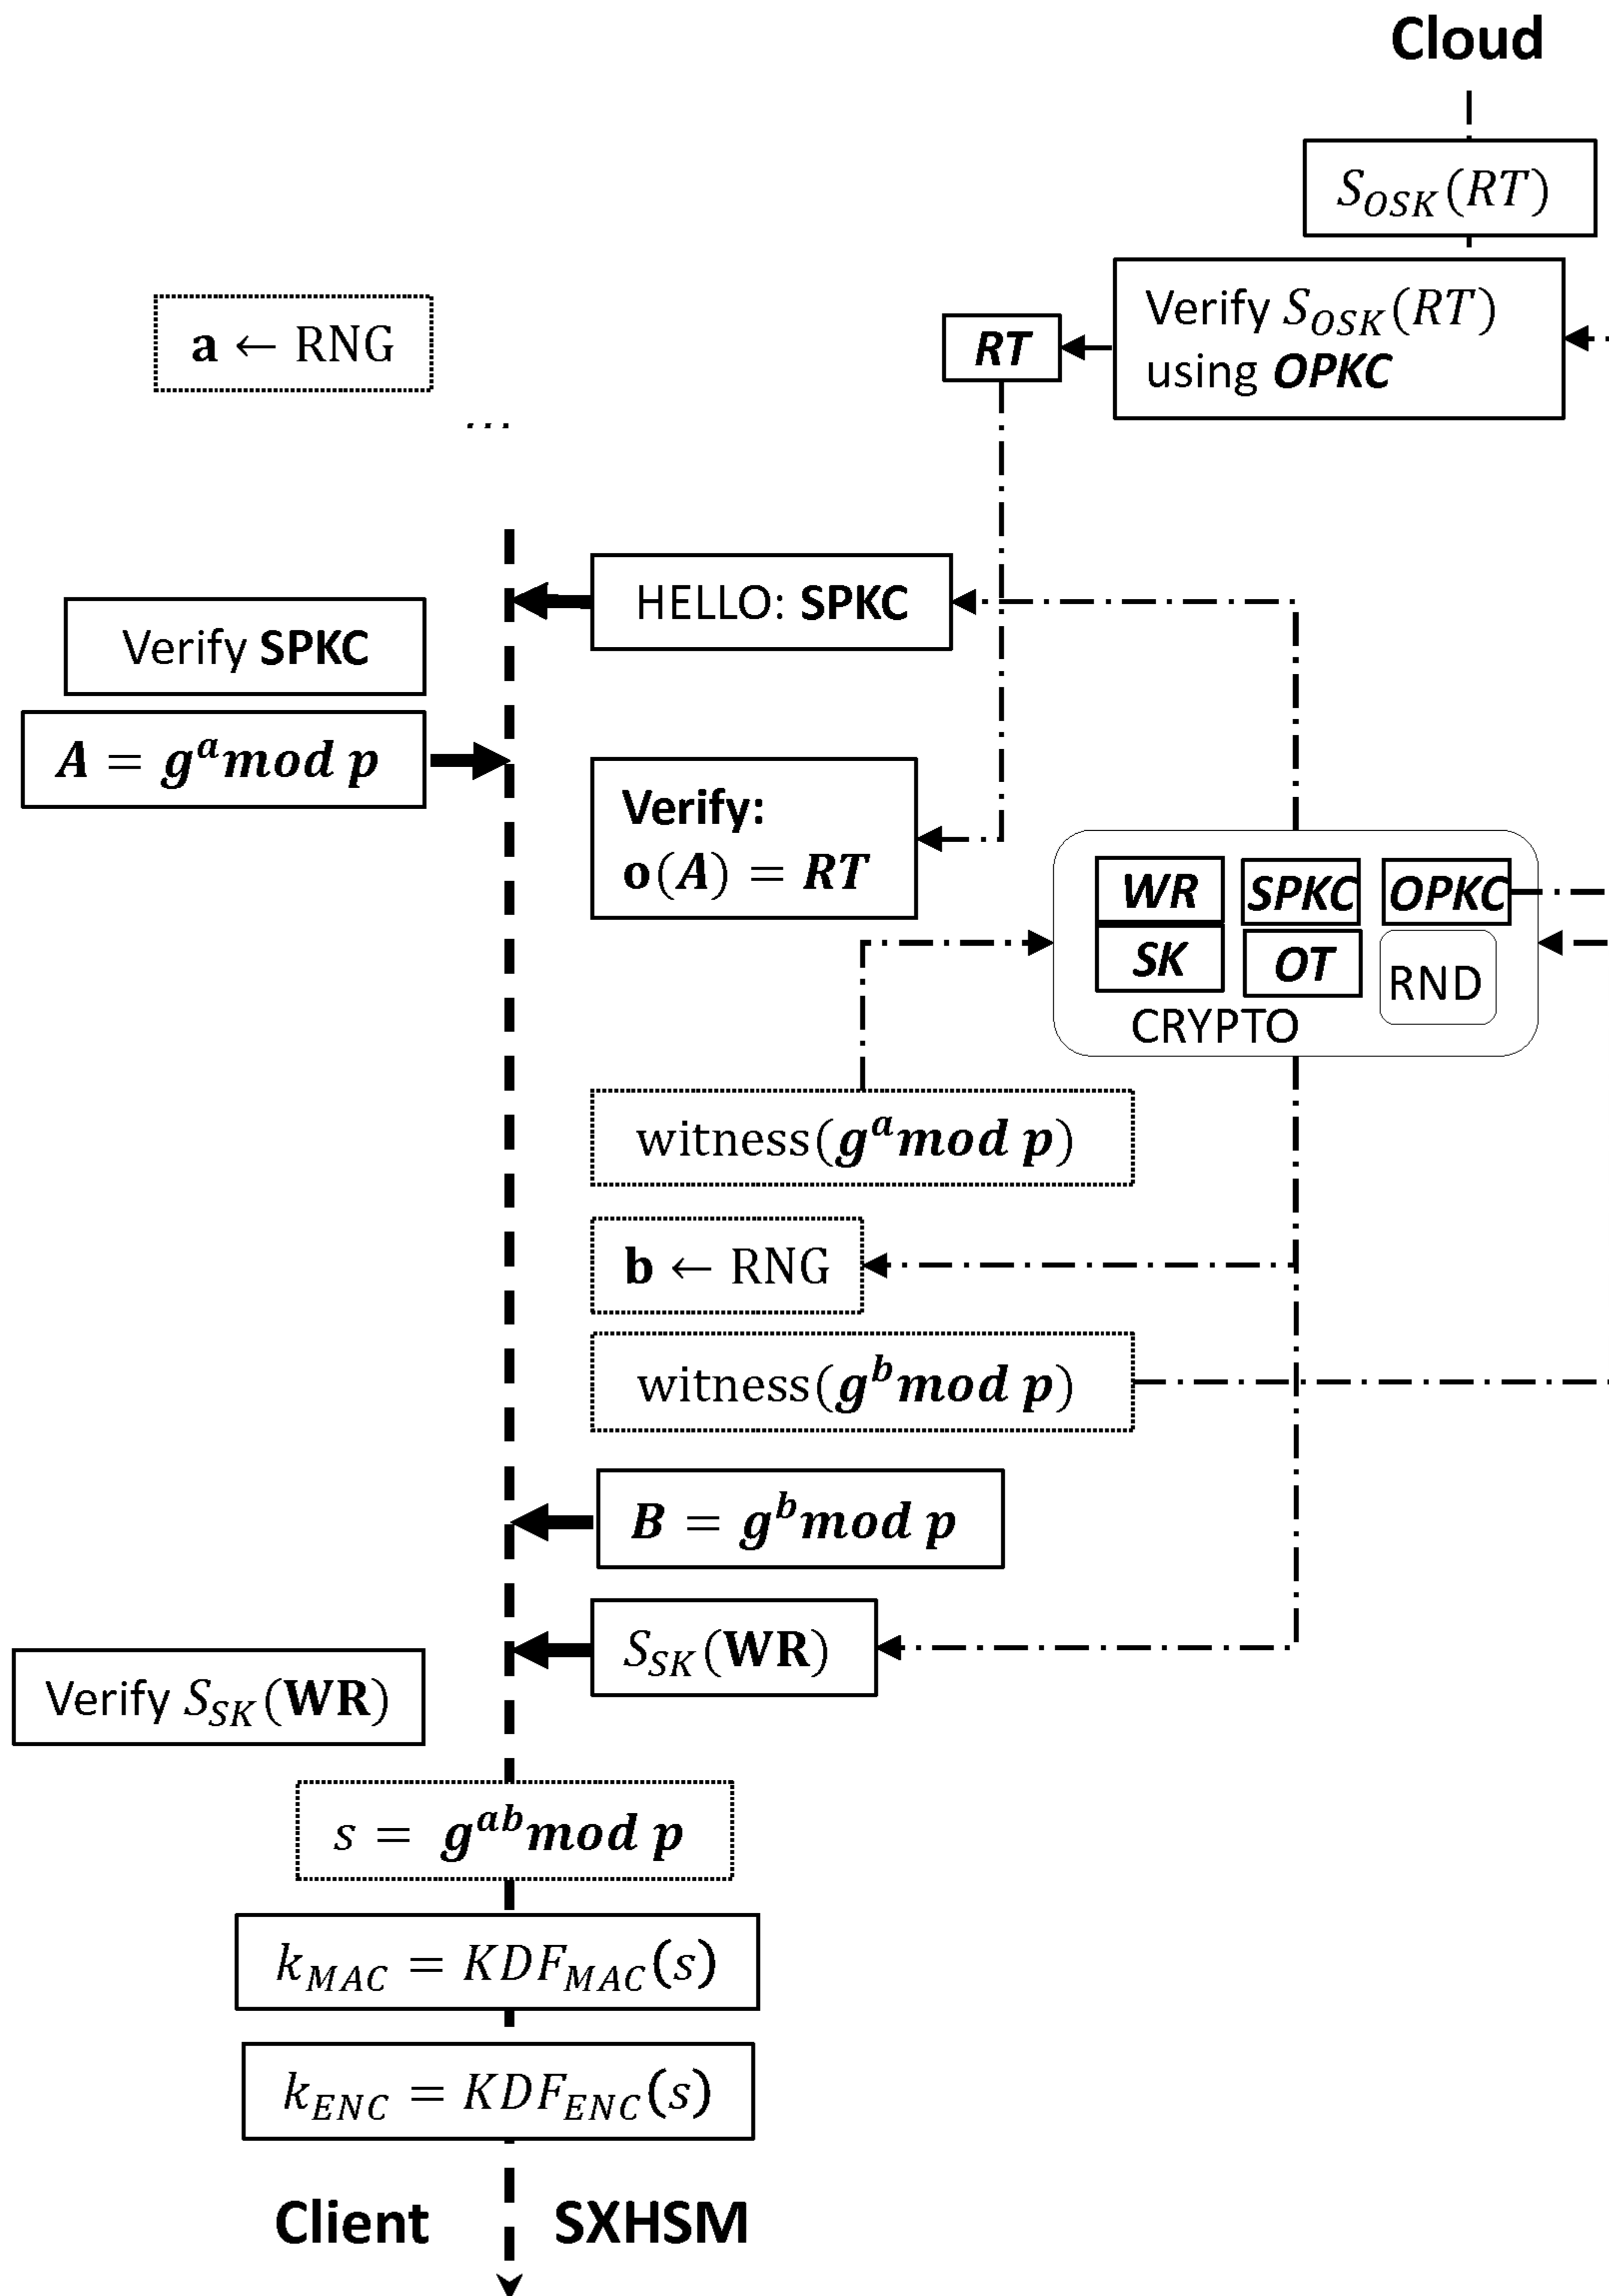 Cloud
S_OSK(RT)
Verify S_OSK(RT)
using OPKC
RT
a ← RNG
...
HELLO: SPKC
Verify SPKC
A = g^a mod p
Verify:
o(A) = RT
WR
SPKC
OPKC
SK
OT
RND
CRYPTO
witness(g^a mod p)
b ← RNG
witness(g^b mod p)
B = g^b mod p
S_SK(WR)
Verify S_SK(WR)
s = g^ab mod p
k_MAC = KDF_MAC(s)
k_ENC = KDF_ENC(s)
Client
SXHSM